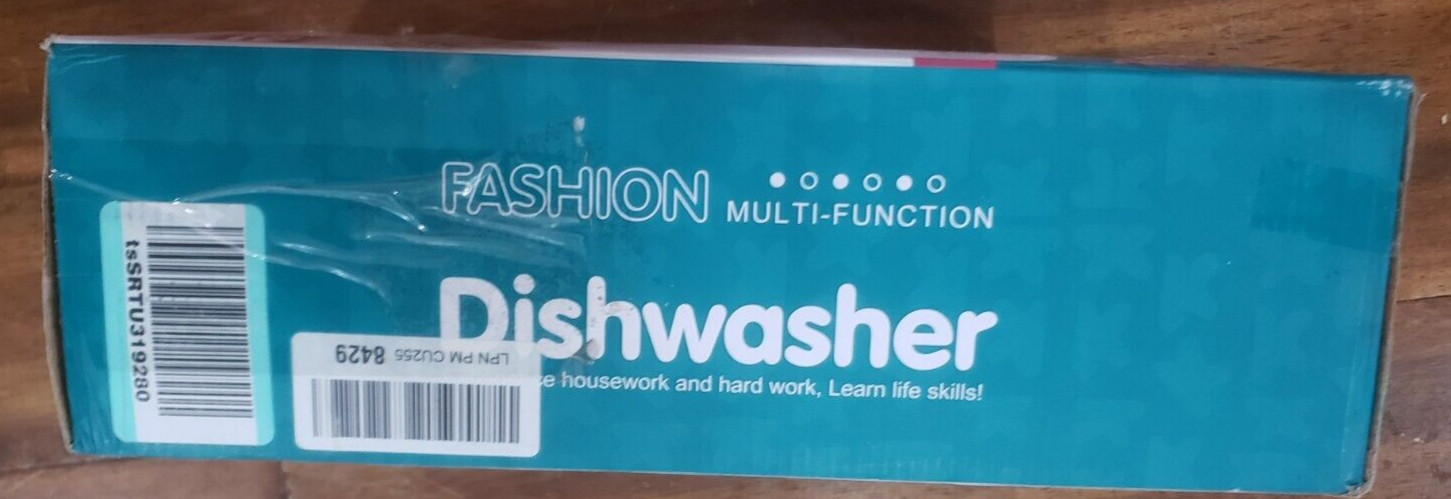 FASHION
MULTI-FUNCTION
Dishwasher
housework and hard work, Learn life skills!
tsSRTU319280
LPN PM CU255 8429